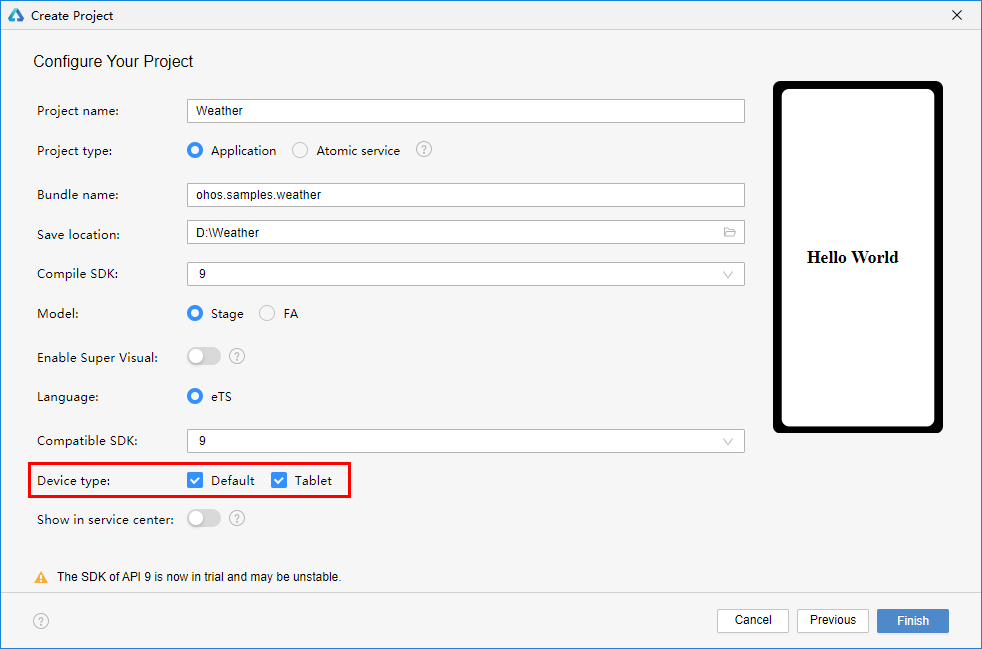 Create Project
Configure Your Project
Project name: Weather
Project type: Application Atomic service ?
Bundle name: ohos.samples.weather
Save location: D:\Weather
Compile SDK: 9
Model: Stage FA
Enable Super Visual: ?
Language: eTS
Compatible SDK: 9
Device type: Default Tablet
Show in service center: ?
Hello World
The SDK of API 9 is now in trial and may be unstable.
? Cancel Previous Finish